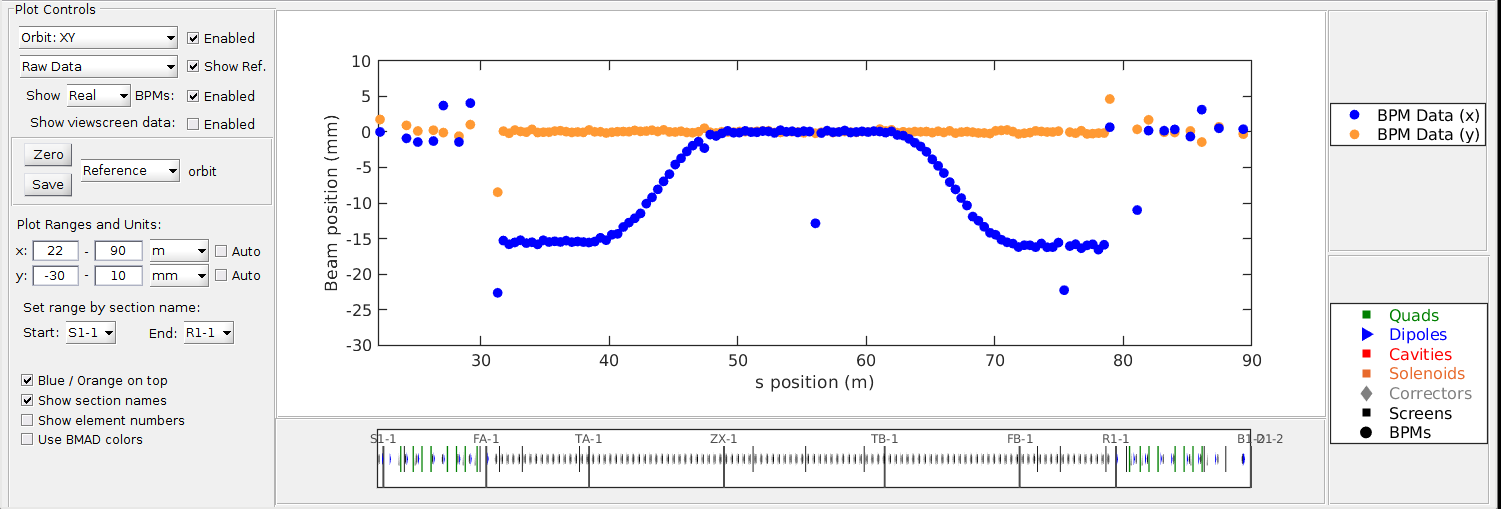 Plot Controls
Orbit: XY
Enabled
Raw Data
Show Ref.
Show Real BPMs: Enabled
Show viewscreen data: Enabled
Zero
Save
Reference orbit
Plot Ranges and Units:
x: 22 - 90 m Auto
y: -30 - 10 mm Auto
Set range by section name:
Start: S1-1 End: R1-1
Blue / Orange on top
Show section names
Show element numbers
Use BMAD colors
10
5
0
-5
-10
-15
-20
-25
-30
Beam position (mm)
30 40 50 60 70 80 90
s position (m)
S1-1 FA-1 TA-1 ZX-1 TB-1 FB-1 R1-1
BPM Data (x)
BPM Data (y)
Quads
Dipoles
Cavities
Solenoids
Correctors
Screens
BPMs